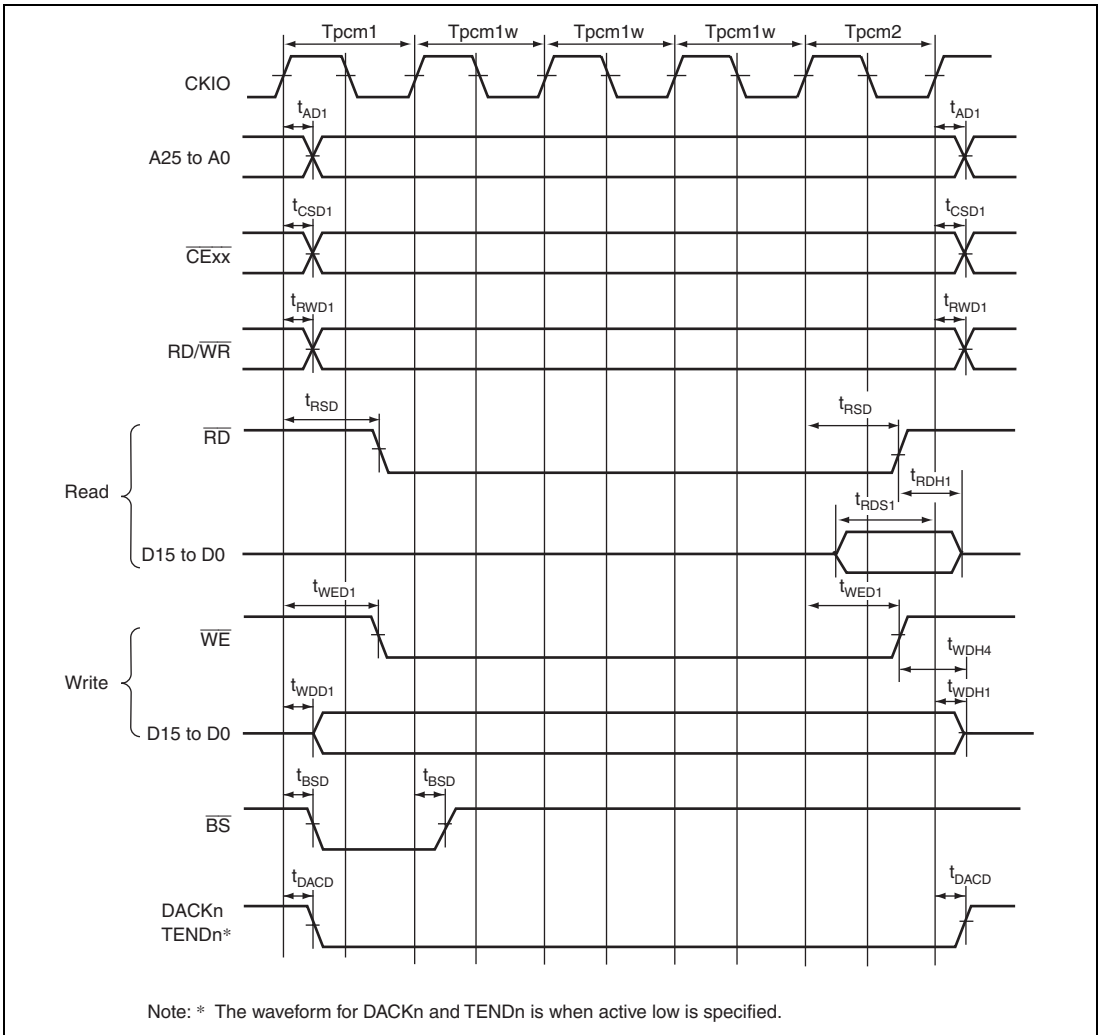 Tpcm1 Tpcm1w Tpcm1w Tpcm1w Tpcm2
CKIO
tAD1 tAD1
A25 to A0
tCSD1 tCSD1
CExx
tRWD1 tRWD1
RD/WR
tRSD tRSD
RD
tRDH1
Read
tRDS1
D15 to D0
tWED1 tWED1
WE
tWDH4
Write
tWDD1 tWDH1
D15 to D0
tBSD tBSD
BS
tDACD tDACD
DACKn
TENDn*
Note: * The waveform for DACKn and TENDn is when active low is specified.